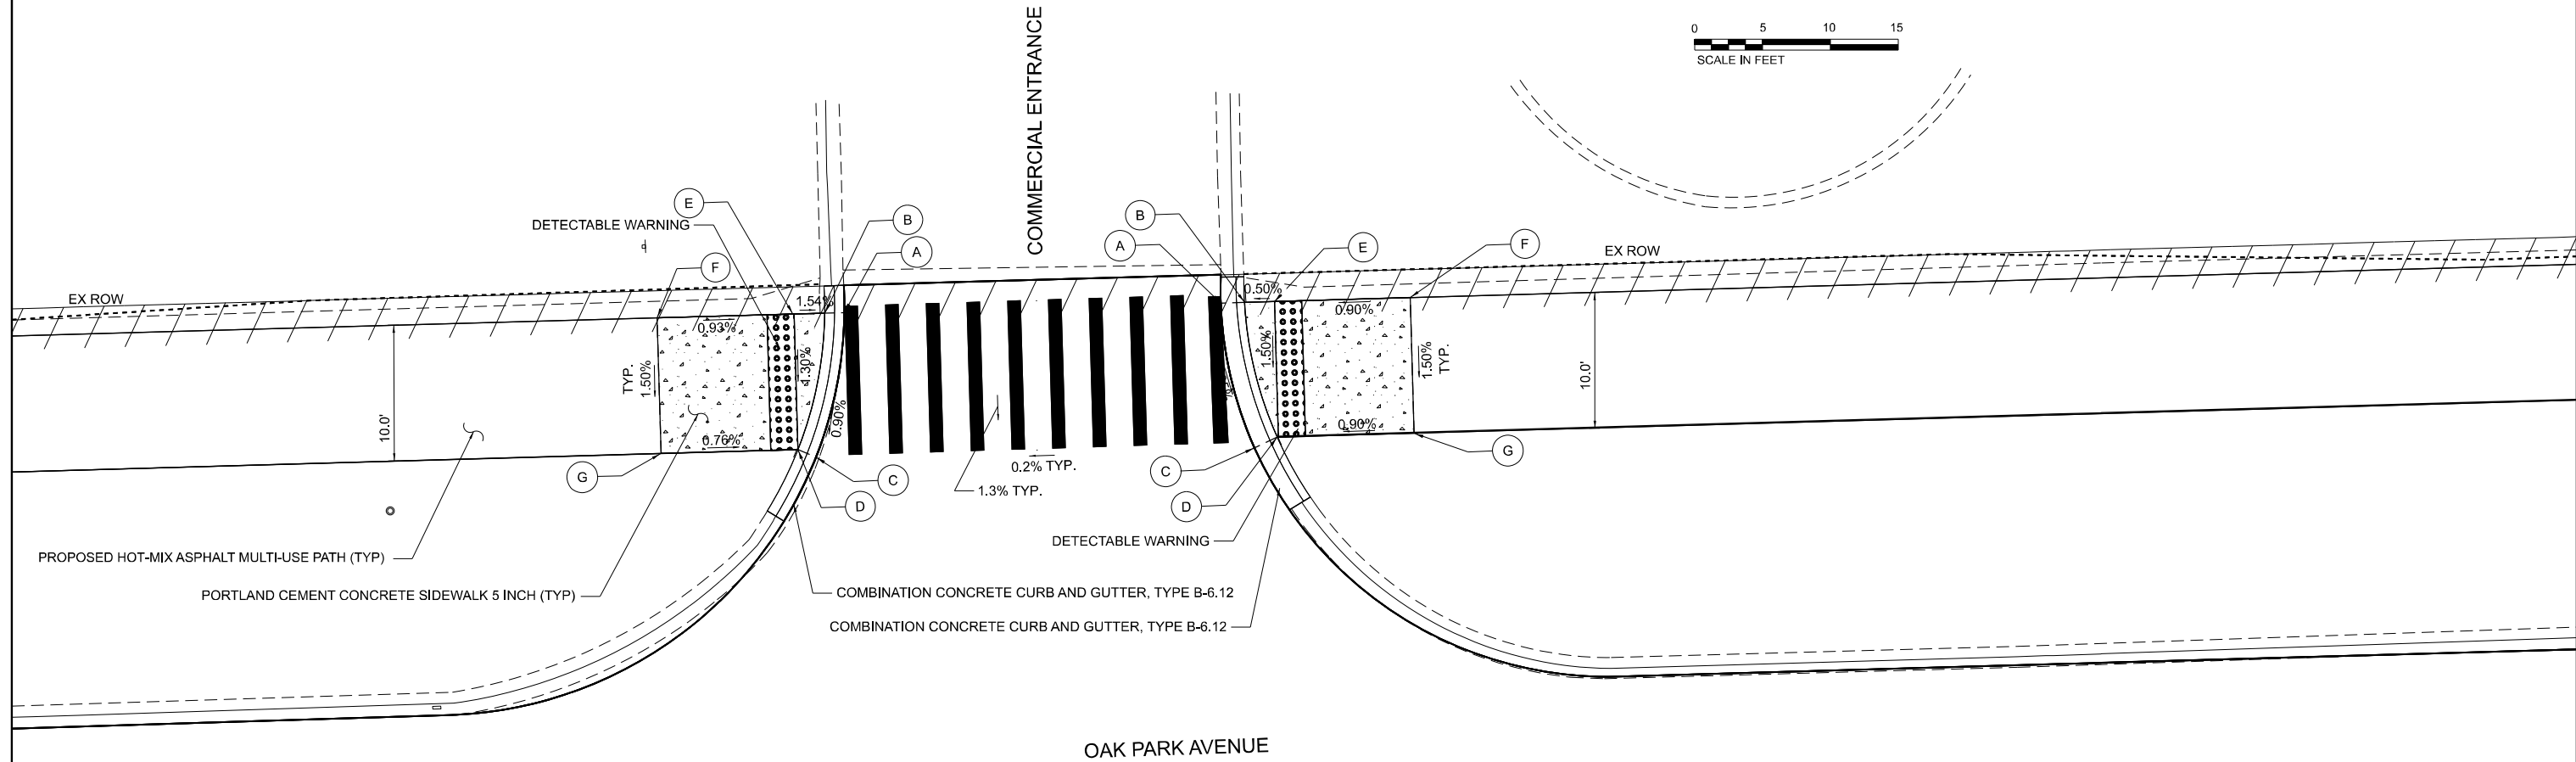 COMMERCIAL ENTRANCE
0 5 10 15
SCALE IN FEET
E
DETECTABLE WARNING
B
A
F
EX ROW
1.54%
0.93%
1.30%
TYP.
1.50%
0.90%
0.76%
10.0'
G
C
D
B
A
E
F
EX ROW
0.50%
0.90%
1.50%
1.50%
TYP.
0.90%
10.0'
G
C
D
0.2% TYP.
1.3% TYP.
DETECTABLE WARNING
PROPOSED HOT-MIX ASPHALT MULTI-USE PATH (TYP)
PORTLAND CEMENT CONCRETE SIDEWALK 5 INCH (TYP)
COMBINATION CONCRETE CURB AND GUTTER, TYPE B-6.12
COMBINATION CONCRETE CURB AND GUTTER, TYPE B-6.12
OAK PARK AVENUE